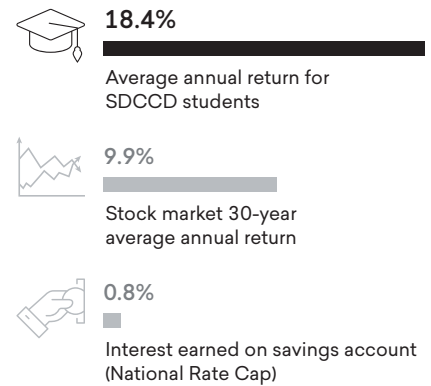 18.4%
Average annual return for
SDCCD students
9.9%
Stock market 30-year
average annual return
0.8%
Interest earned on savings account
(National Rate Cap)